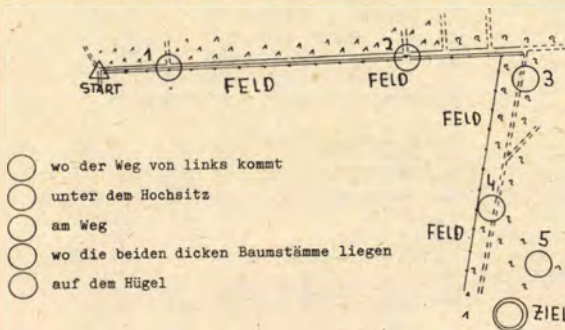 1
2
START
FELD
FELD
3
FELD
4
FELD
5
ZIEL
wo der Weg von links kommt
unter dem Hochsitz
am Weg
wo die beiden dicken Baumstämme liegen
auf dem Hügel